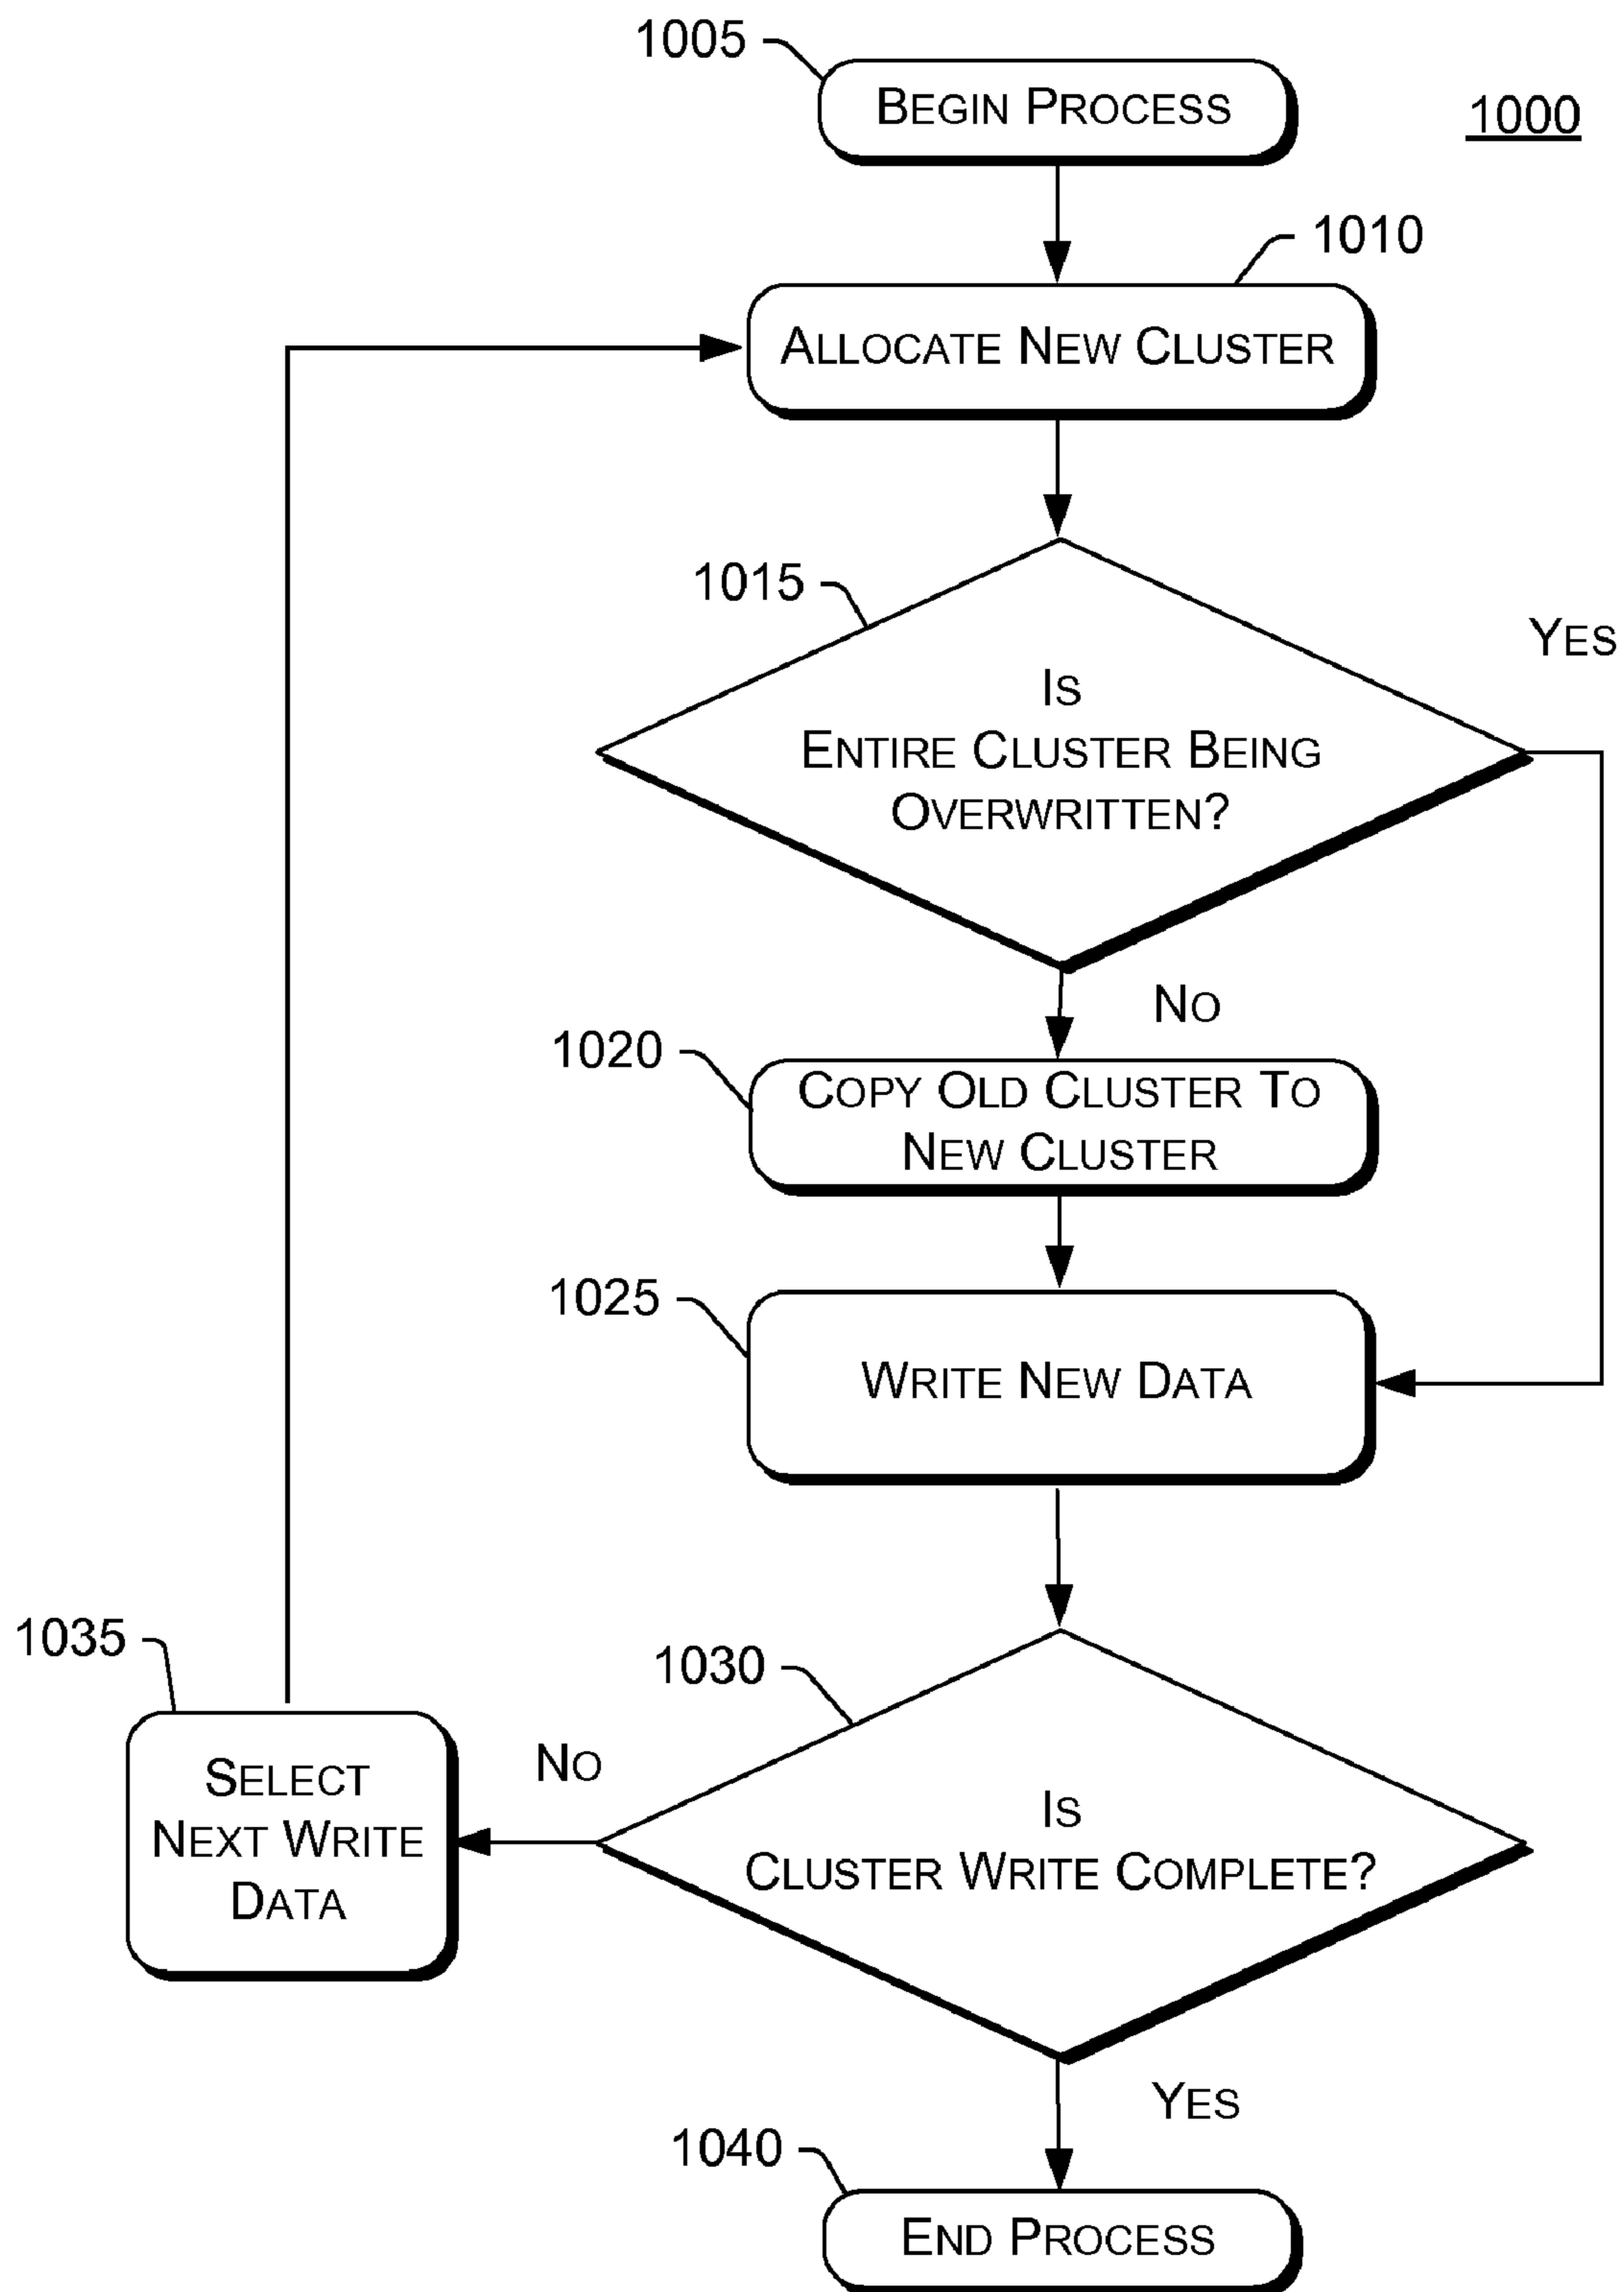 1005
BEGIN PROCESS
1000
1010
ALLOCATE NEW CLUSTER
1015
YES
IS
ENTIRE CLUSTER BEING
OVERWRITTEN?
NO
1020
COPY OLD CLUSTER TO
NEW CLUSTER
1025
WRITE NEW DATA
1035
1030
NO
SELECT
NEXT WRITE
DATA
IS
CLUSTER WRITE COMPLETE?
YES
1040
END PROCESS